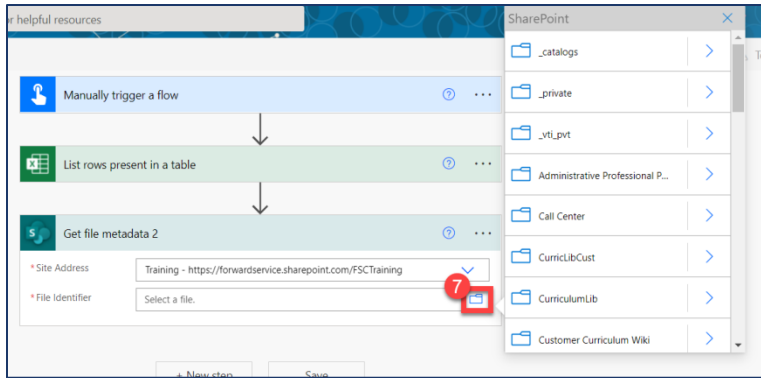 or helpful resources
SharePoint
_catalogs
_private
_vti_pvt
Administrative Professional P...
Call Center
CurricLibCust
CurriculumLib
Customer Curriculum Wiki
Manually trigger a flow
List rows present in a table
Get file metadata 2
* Site Address
Training - https://forwardservice.sharepoint.com/FSCTraining
7
* File Identifier
Select a file.
+ New step
Save